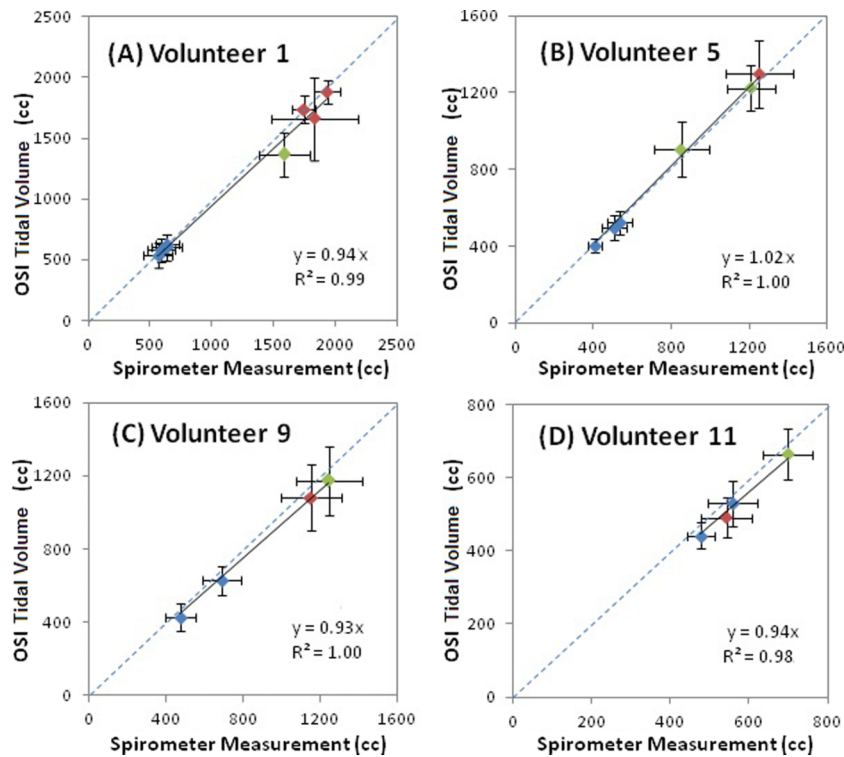 (A) Volunteer 1
OSI Tidal Volume (cc)
2500
2000
1500
1000
500
0
y = 0.94x
R² = 0.99
0 500 1000 1500 2000 2500
Spirometer Measurement (cc)
(B) Volunteer 5
OSI Tidal Volume (cc)
1600
1200
800
400
0
y = 1.02x
R² = 1.00
0 400 800 1200 1600
Spirometer Measurement (cc)
(C) Volunteer 9
OSI Tidal Volume (cc)
1600
1200
800
400
0
y = 0.93x
R² = 1.00
0 400 800 1200 1600
Spirometer Measurement (cc)
(D) Volunteer 11
OSI Tidal Volume (cc)
800
600
400
200
0
y = 0.94x
R² = 0.98
0 200 400 600 800
Spirometer Measurement (cc)